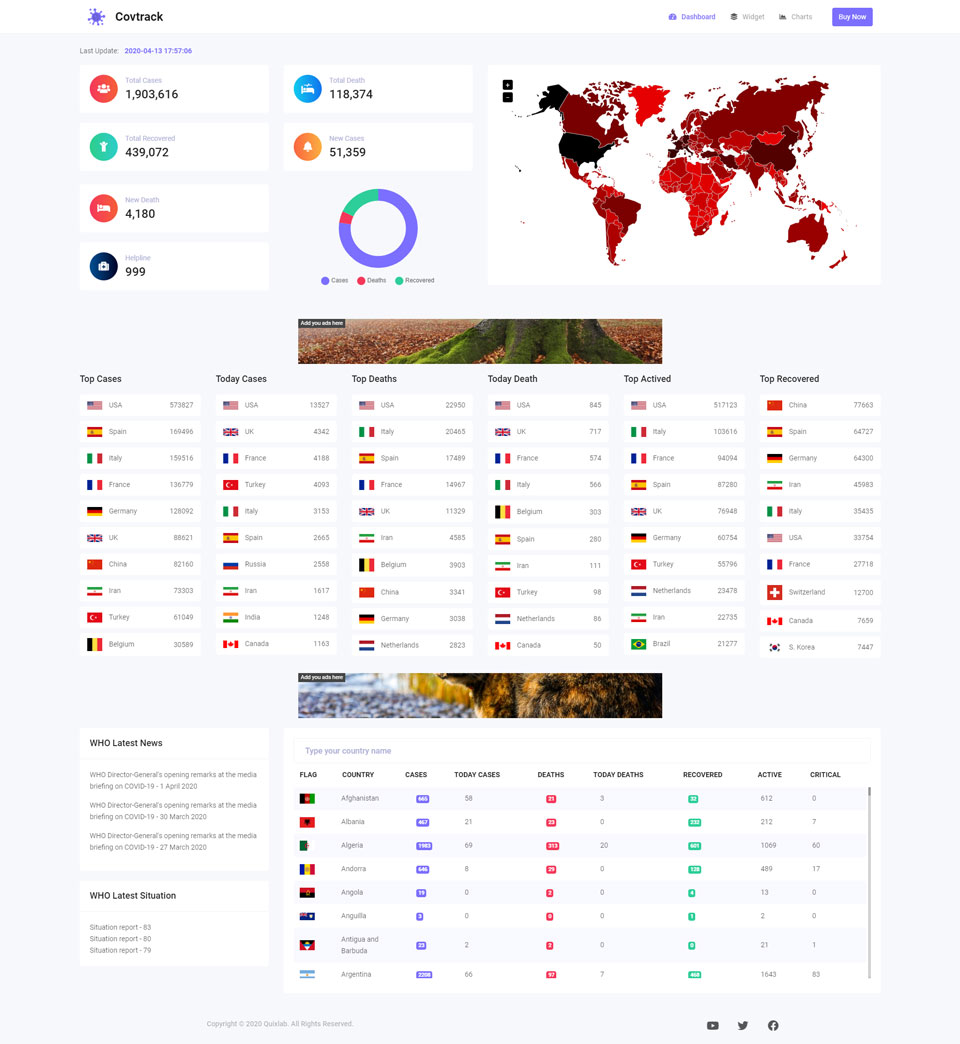 Covtrack
Dashboard
Widget
Charts
Buy Now
Last Update: 2020-04-13 17:57:06
Total Cases
1,903,616
Total Death
118,374
Total Recovered
439,072
New Cases
51,359
New Death
4,180
Helpline
999
Cases Deaths Recovered
+
-
Add you ads here
Top Cases
USA 573827
Spain 169496
Italy 159516
France 136779
Germany 128092
UK 88621
China 82160
Iran 73303
Turkey 61049
Belgium 30589
Today Cases
USA 13527
UK 4342
France 4188
Turkey 4093
Italy 3153
Spain 2665
Russia 2558
Iran 1617
India 1248
Canada 1163
Top Deaths
USA 22950
Italy 20465
Spain 17489
France 14967
UK 11329
Iran 4585
Belgium 3903
China 3341
Germany 3038
Netherlands 2823
Today Death
USA 845
UK 717
France 574
Italy 566
Belgium 303
Spain 280
Iran 111
Turkey 98
Netherlands 86
Canada 50
Top Actived
USA 517123
Italy 103616
France 94094
Spain 87280
UK 76948
Germany 60754
Turkey 55796
Netherlands 23478
Iran 22735
Brazil 21277
Top Recovered
China 77663
Spain 64727
Germany 64300
Iran 45983
Italy 35435
USA 33754
France 27718
Switzerland 12700
Canada 7659
S. Korea 7447
Add you ads here
WHO Latest News
WHO Director-General's opening remarks at the media
briefing on COVID-19 - 1 April 2020
WHO Director-General's opening remarks at the media
briefing on COVID-19 - 30 March 2020
WHO Director-General's opening remarks at the media
briefing on COVID-19 - 27 March 2020
WHO Latest Situation
Situation report - 83
Situation report - 80
Situation report - 79
Type your country name
FLAG COUNTRY CASES TODAY CASES DEATHS TODAY DEATHS RECOVERED ACTIVE CRITICAL
Afghanistan 665 58 21 3 32 612 0
Albania 467 21 23 0 232 212 7
Algeria 1983 69 313 20 601 1069 60
Andorra 646 8 29 0 128 489 17
Angola 19 0 2 0 4 13 0
Anguilla 3 0 0 0 1 2 0
Antigua and
Barbuda 23 2 2 0 0 21 1
Argentina 2208 66 97 7 468 1643 83
Copyright © 2020 Quixlab. All Rights Reserved.